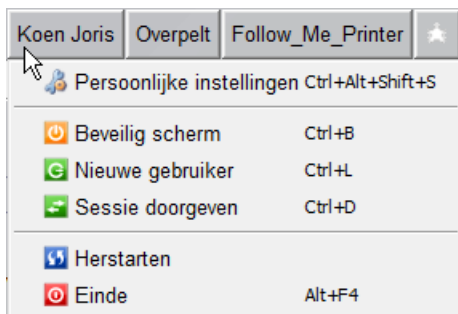 Koen Joris Overpelt Follow_Me_Printer
Persoonlijke instellingen Ctrl+Alt+Shift+S
Beveilig scherm Ctrl+B
Nieuwe gebruiker Ctrl+L
Sessie doorgeven Ctrl+D
Herstarten
Einde Alt+F4